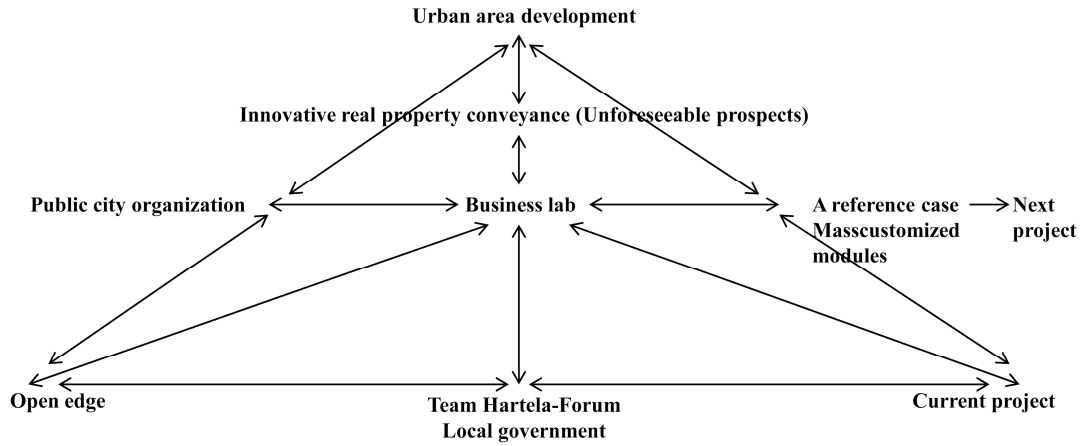 Urban area development
Innovative real property conveyance (Unforeseeable prospects)
Public city organization
Business lab
A reference case
Masscustomized
modules
Next
project
Open edge
Team Hartela-Forum
Local government
Current project